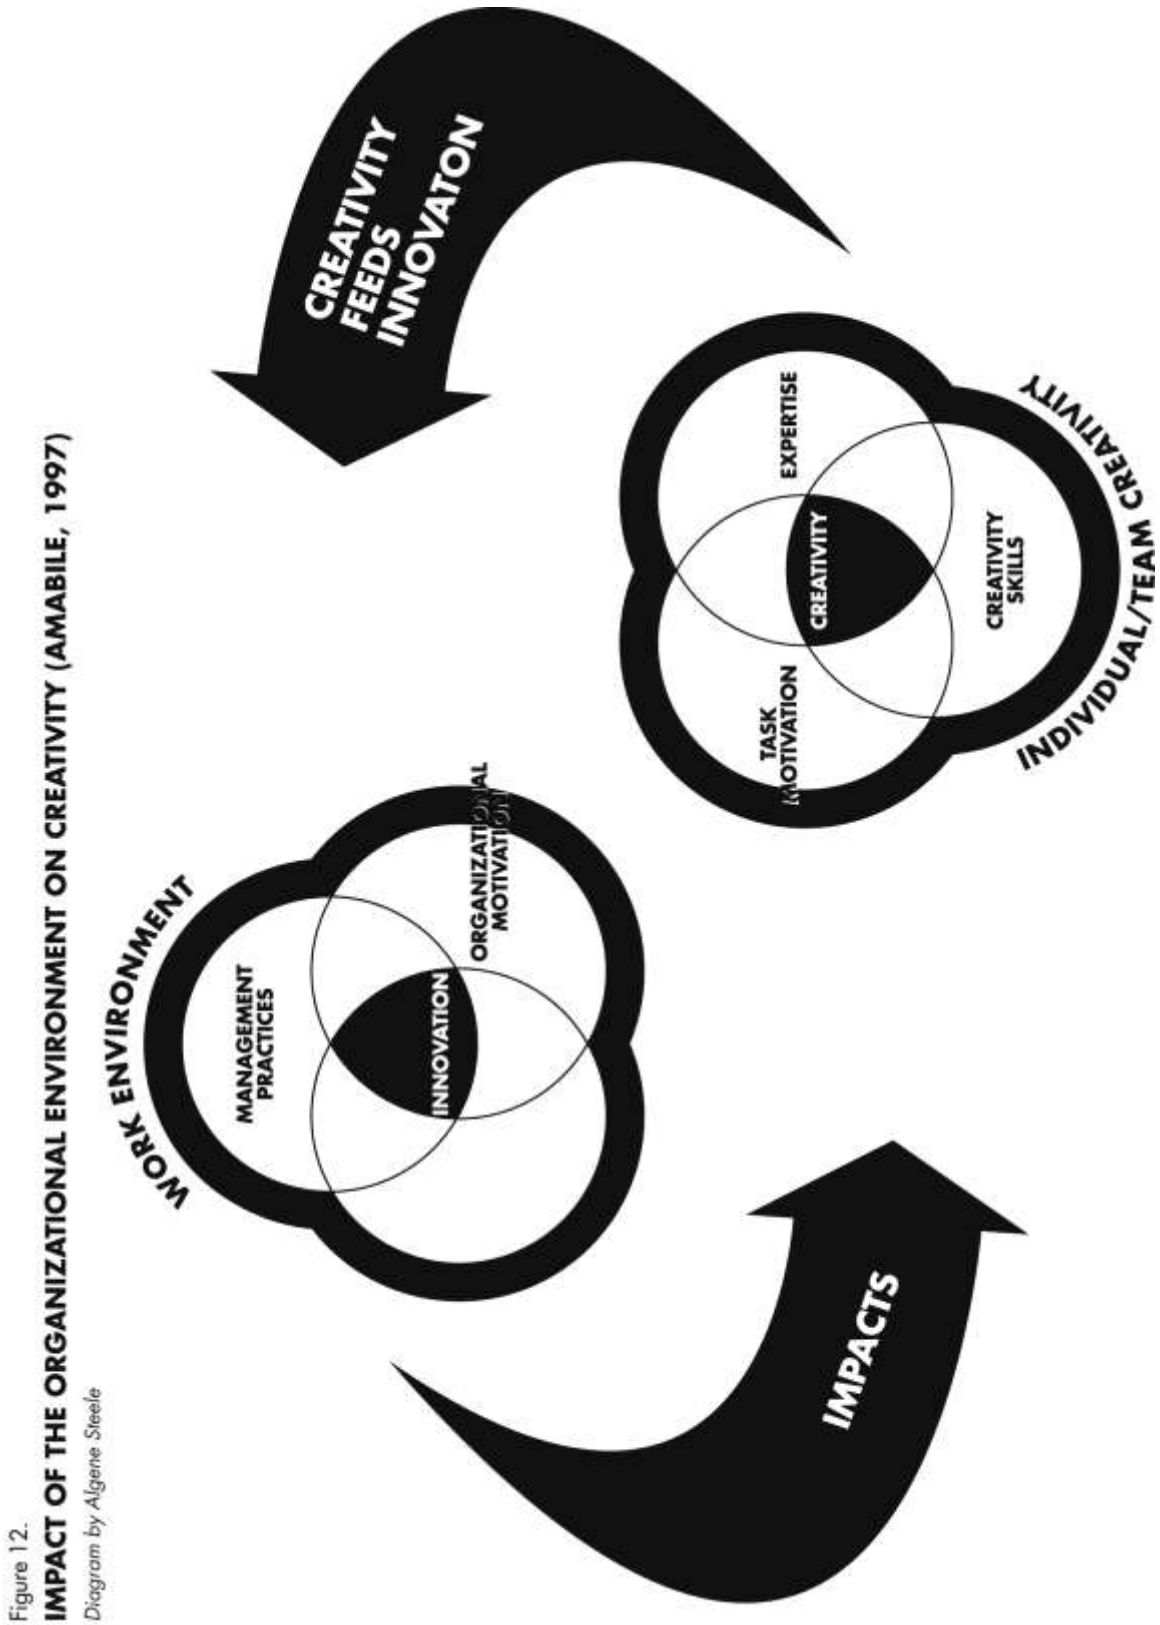 Figure 12.
IMPACT OF THE ORGANIZATIONAL ENVIRONMENT ON CREATIVITY (AMABILE, 1997)
Diagram by Algene Steele
WORK ENVIRONMENT
MANAGEMENT
PRACTICES
INNOVATION
ORGANIZATIONAL
MOTIVATION
CREATIVITY
FEEDS
INNOVATON
IMPACTS
TASK
MOTIVATION
EXPERTISE
CREATIVITY
CREATIVITY
SKILLS
INDIVIDUAL/TEAM CREATIVITY